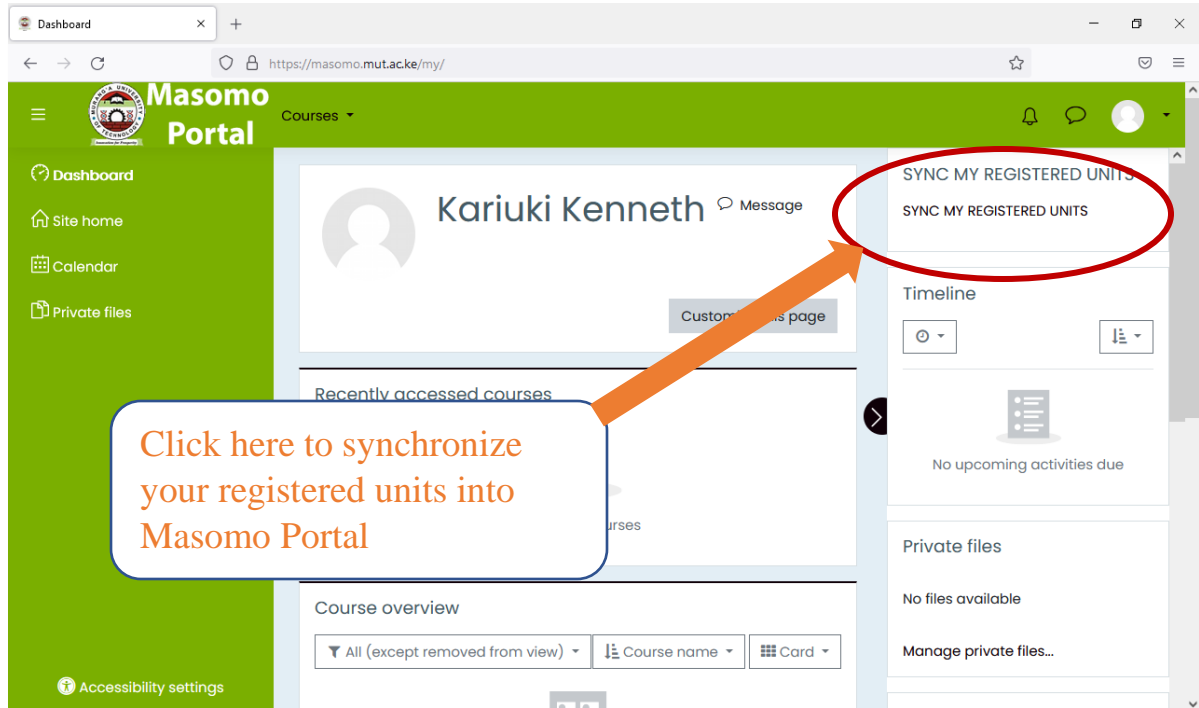 Dashboard
https://masomo.mut.ac.ke/my/
Masomo
Portal
Courses
Dashboard
Site home
Calendar
Private files
Accessibility settings
Kariuki Kenneth
Message
page
Recently accessed courses
Click here to synchronize
your registered units into
Masomo Portal
Course overview
All (except removed from view)
Course name
Card
SYNC MY REGISTERED UNITS
SYNC MY REGISTERED UNITS
Timeline
No upcoming activities due
Private files
No files available
Manage private files...